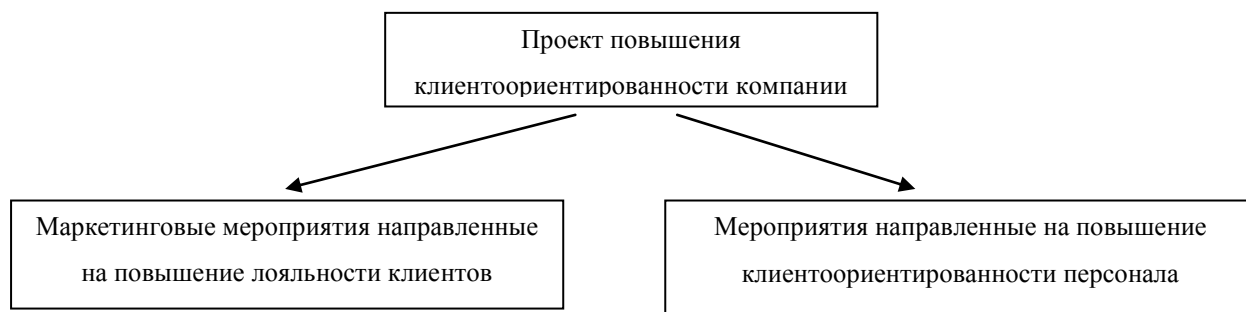 Проект повышения
клиентоориентированности компании
Маркетинговые мероприятия направленные
на повышение лояльности клиентов
Мероприятия направленные на повышение
клиентоориентированности персонала